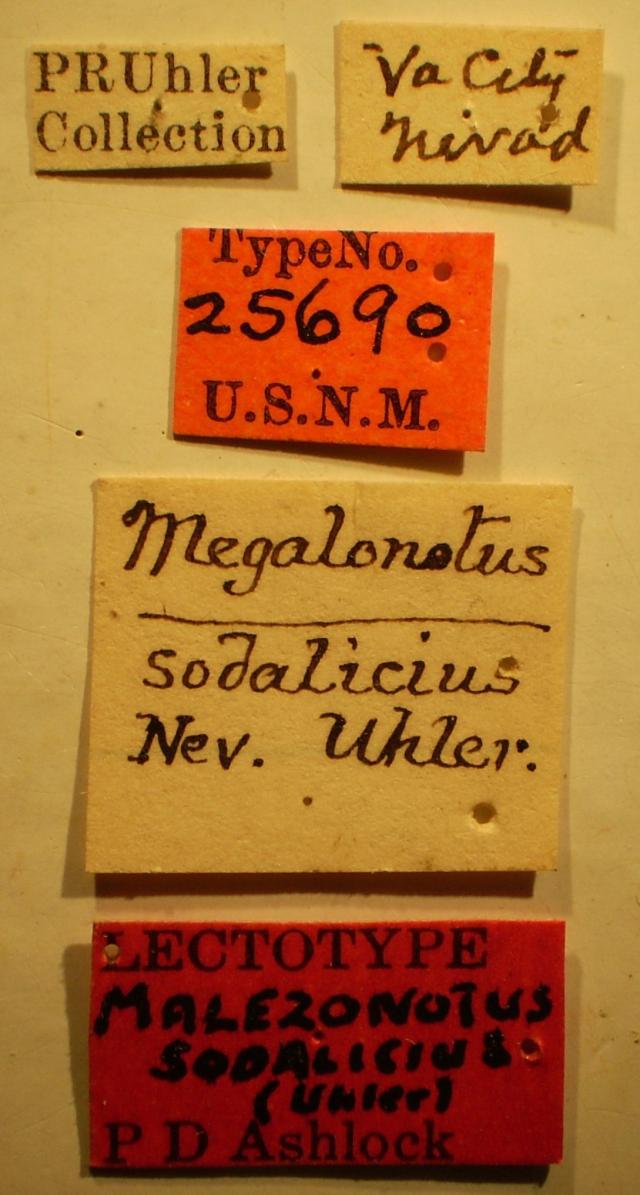 PRUhler
Collection
Va City
Nevad
TypeNo.
25690
U.S.N.M.
Megalonotus
sodalicius
Nev. Uhler.
LECTOTYPE
MALEZONOTUS
SODALICIUS
(Uhler)
P D Ashlock